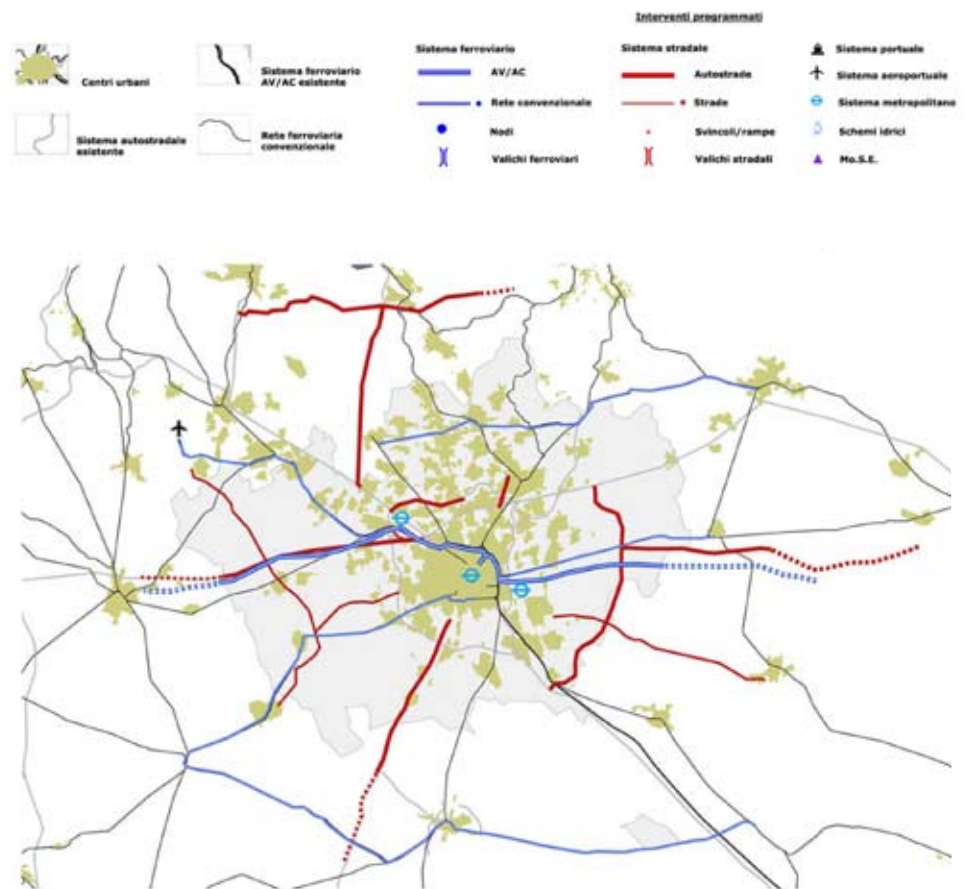 Interventi programmati
Centri urbani
Sistema ferroviario
AV/AC esistente
Sistema autostradale
esistente
Rete ferroviaria
convenzionale
Sistema ferroviario
AV/AC
Rete convenzionale
Nodi
Valichi ferroviari
Sistema stradale
Autostrade
Strade
Svincoli/rampe
Valichi stradali
Sistema portuale
Sistema aeroportuale
Sistema metropolitano
Schemi idrici
Mo.S.E.